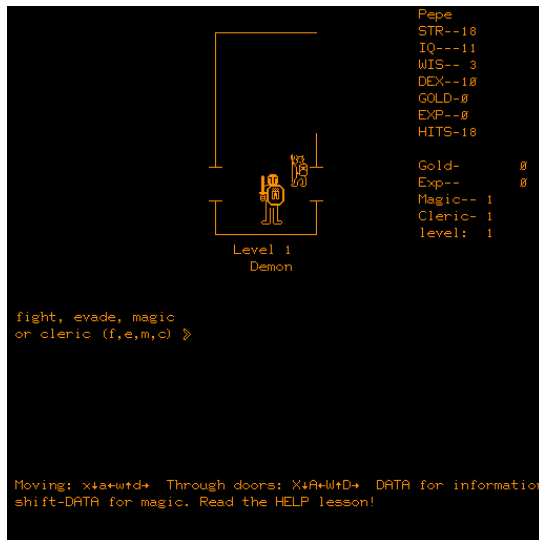 Pepe
STR--18
IQ---11
WIS-- 3
DEX--10
GOLD-0
EXP--0
HITS-18
Gold- 0
Exp-- 0
Magic-- 1
Cleric- 1
level: 1
Level 1
Demon
fight, evade, magic
or cleric (f,e,m,c) ≫
Moving: x↓a←w↑d→ Through doors: X↓A←W↑D→ DATA for information
shift-DATA for magic. Read the HELP lesson!